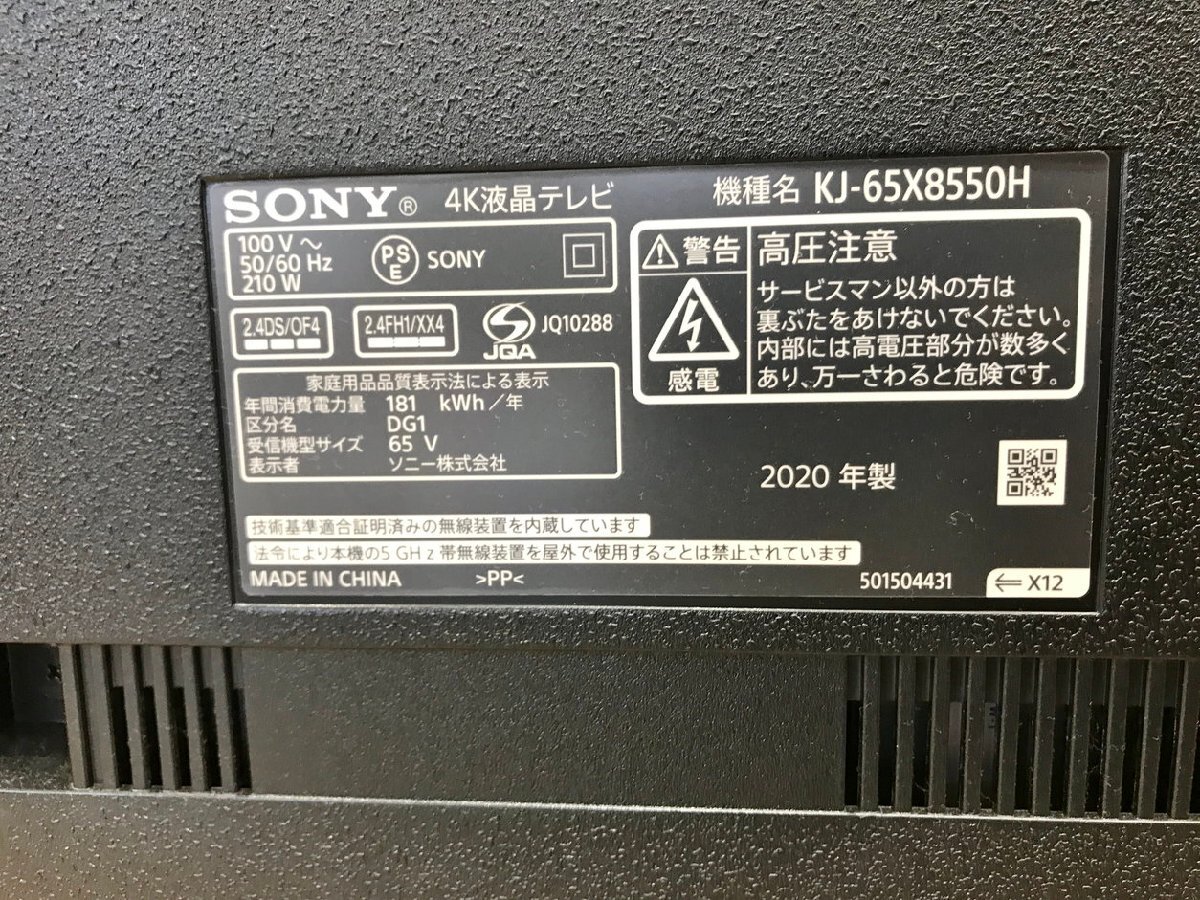 SONY® 4K液晶テレビ
機種名 KJ-65X8550H
100 V ～
50/60 Hz
210 W
PSE SONY
2.4DS/OF4
2.4FH1/XX4
JQA JQ10288
家庭用品品質表示法による表示
年間消費電力量 181 kWh/年
区分名 DG1
受信機型サイズ 65 V
表示者 ソニー株式会社
警告
感電
高圧注意
サービスマン以外の方は
裏ぶたをあけないでください。
内部には高電圧部分が数多く
あり、万一さわると危険です。
2020 年製
技術基準適合証明済みの無線装置を内蔵しています
法令により本機の5 GHz 帯無線装置を屋外で使用することは禁止されています
MADE IN CHINA >PP< 501504431 ⇐ X12